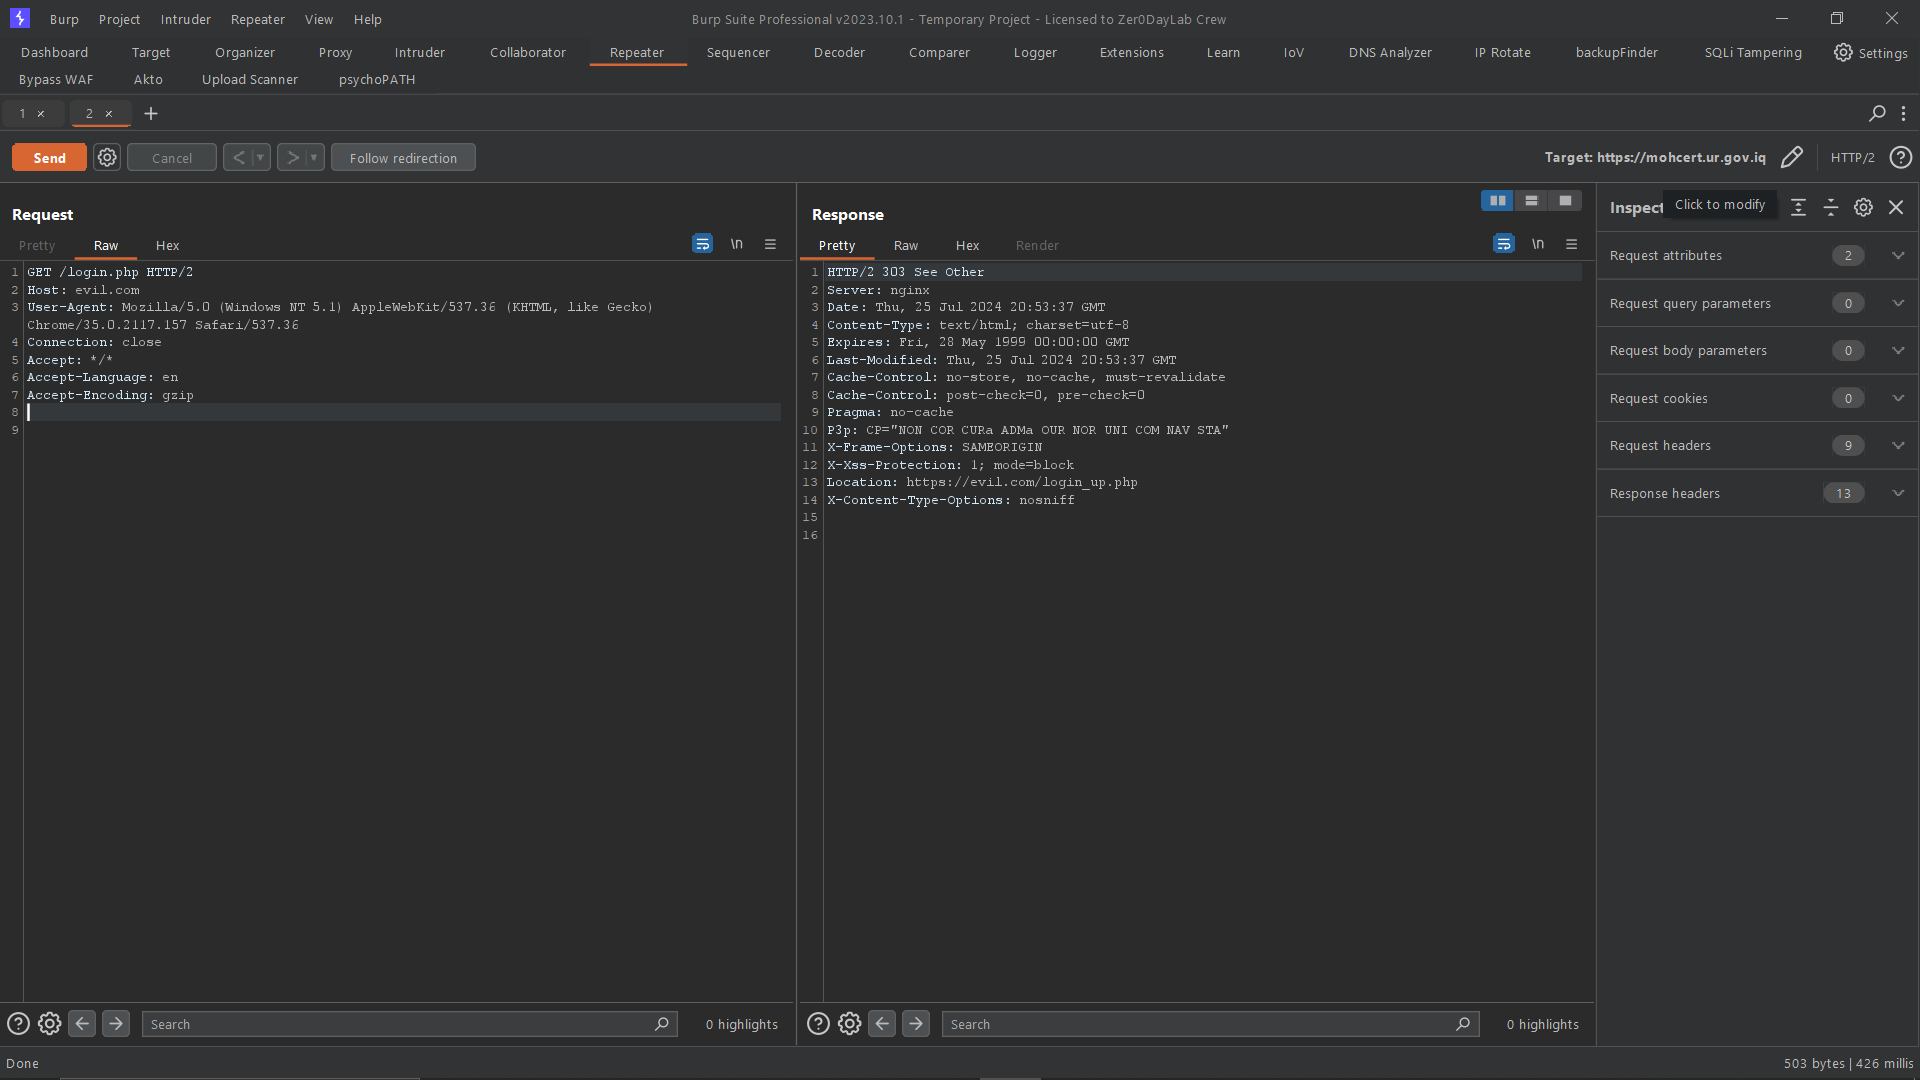 Burp Project Intruder Repeater View Help Burp Suite Professional v2023.10.1 - Temporary Project - Licensed to Zer0DayLab Crew
Dashboard Target Organizer Proxy Intruder Collaborator Repeater Sequencer Decoder Comparer Logger Extensions Learn IoV DNS Analyzer IP Rotate backupFinder SQLi Tampering Settings
Bypass WAF Akto Upload Scanner psychoPATH
1 × 2 × +
Send Cancel < > Follow redirection Target: https://mohcert.ur.gov.iq HTTP/2 ?
Request
Pretty Raw Hex \n
1 GET /login.php HTTP/2
2 Host: evil.com
3 User-Agent: Mozilla/5.0 (Windows NT 5.1) AppleWebKit/537.36 (KHTML, like Gecko)
Chrome/35.0.2117.157 Safari/537.36
4 Connection: close
5 Accept: */*
6 Accept-Language: en
7 Accept-Encoding: gzip
8
9
Search 0 highlights
Response
Pretty Raw Hex Render \n
1 HTTP/2 303 See Other
2 Server: nginx
3 Date: Thu, 25 Jul 2024 20:53:37 GMT
4 Content-Type: text/html; charset=utf-8
5 Expires: Fri, 28 May 1999 00:00:00 GMT
6 Last-Modified: Thu, 25 Jul 2024 20:53:37 GMT
7 Cache-Control: no-store, no-cache, must-revalidate
8 Cache-Control: post-check=0, pre-check=0
9 Pragma: no-cache
10 P3p: CP="NON COR CURa ADMa OUR NOR UNI COM NAV STA"
11 X-Frame-Options: SAMEORIGIN
12 X-Xss-Protection: 1; mode=block
13 Location: https://evil.com/login_up.php
14 X-Content-Type-Options: nosniff
15
16
Search 0 highlights
Inspect Click to modify
Request attributes 2
Request query parameters 0
Request body parameters 0
Request cookies 0
Request headers 9
Response headers 13
Done 503 bytes | 426 millis